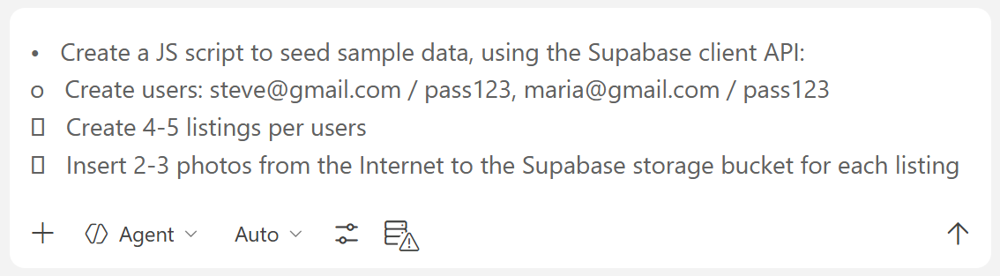 • Create a JS script to seed sample data, using the Supabase client API:
o Create users: steve@gmail.com / pass123, maria@gmail.com / pass123
▯ Create 4-5 listings per users
▯ Insert 2-3 photos from the Internet to the Supabase storage bucket for each listing
Agent Auto